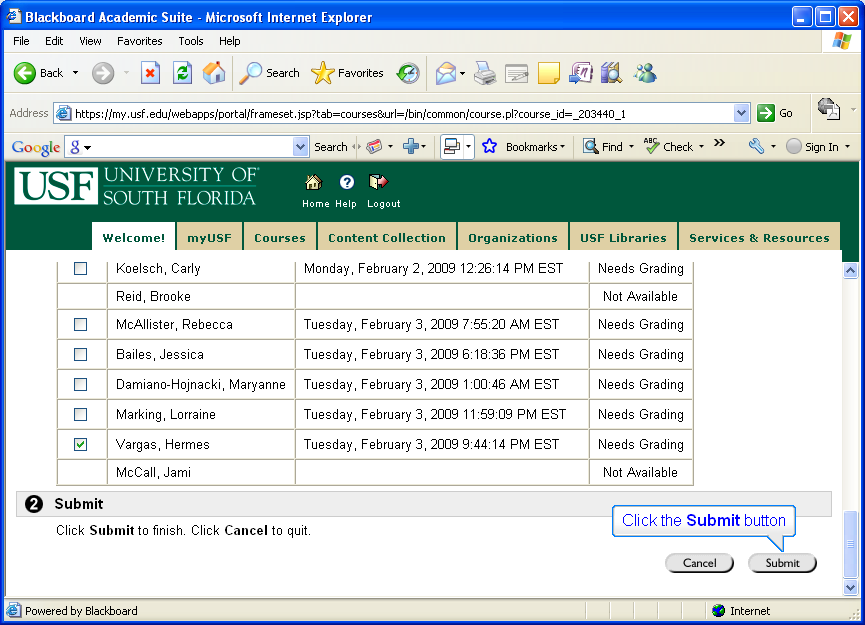 Blackboard Academic Suite - Microsoft Internet Explorer
File Edit View Favorites Tools Help
Back Search Favorites
Address https://my.usf.edu/webapps/portal/frameset.jsp?tab=courses&url=/bin/common/course.pl?course_id=_203440_1 Go
Google g Search Bookmarks Find ABC Check » Sign In
USF UNIVERSITY OF
SOUTH FLORIDA
Home Help Logout
Welcome! myUSF Courses Content Collection Organizations USF Libraries Services & Resources
Koelsch, Carly Monday, February 2, 2009 12:26:14 PM EST Needs Grading
Reid, Brooke Not Available
McAllister, Rebecca Tuesday, February 3, 2009 7:55:20 AM EST Needs Grading
Bailes, Jessica Tuesday, February 3, 2009 6:18:36 PM EST Needs Grading
Damiano-Hojnacki, Maryanne Tuesday, February 3, 2009 1:00:46 AM EST Needs Grading
Marking, Lorraine Tuesday, February 3, 2009 11:59:09 PM EST Needs Grading
Vargas, Hermes Tuesday, February 3, 2009 9:44:14 PM EST Needs Grading
McCall, Jami Not Available
2 Submit
Click Submit to finish. Click Cancel to quit.
Click the Submit button
Cancel Submit
Powered by Blackboard Internet